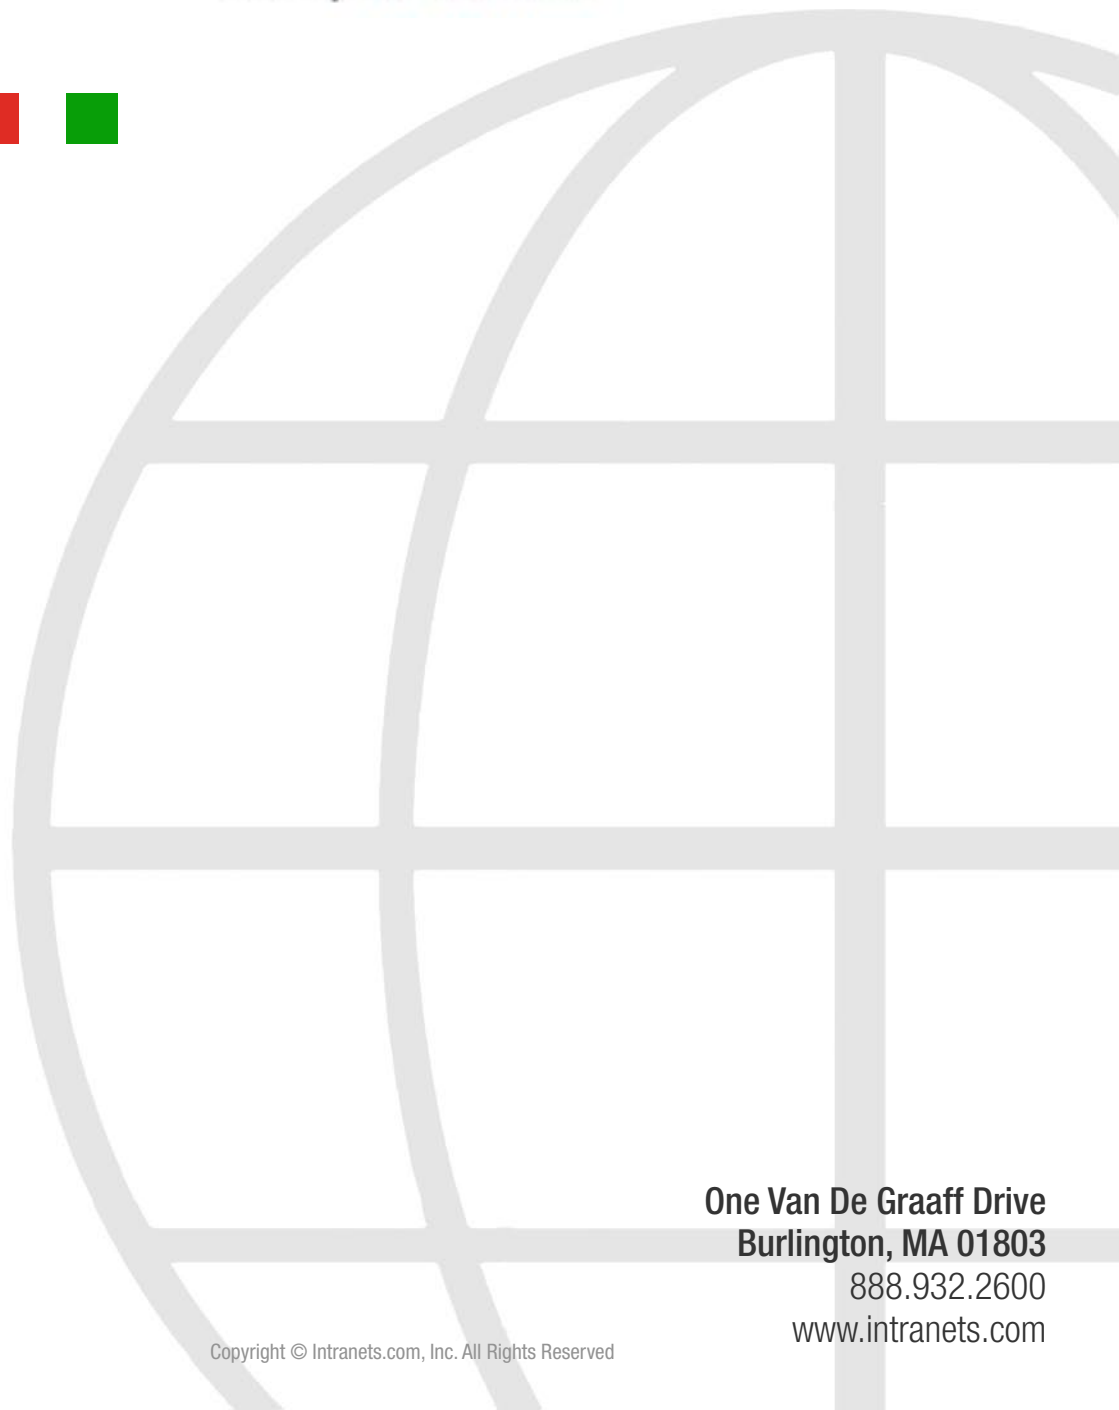 One Van De Graaff Drive
Burlington, MA 01803
888.932.2600
www.intranets.com
Copyright © Intranets.com, Inc. All Rights Reserved